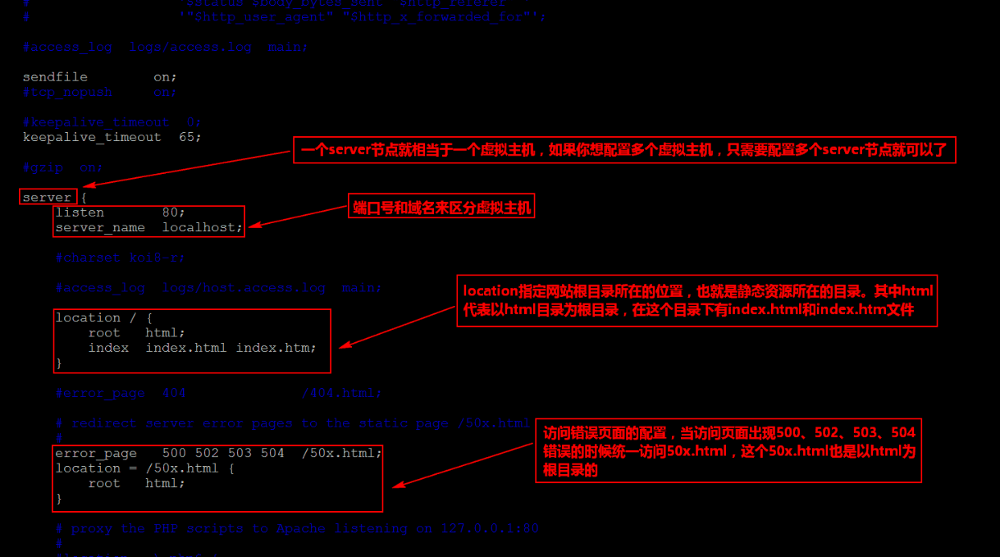 # '$status $body_bytes_sent "$http_referer" '
# '"$http_user_agent" "$http_x_forwarded_for"';
#access_log logs/access.log main;
sendfile on;
#tcp_nopush on;
#keepalive_timeout 0;
keepalive_timeout 65;
一个server节点就相当于一个虚拟主机，如果你想配置多个虚拟主机，只需要配置多个server节点就可以了
#gzip on;
server {
端口号和域名来区分虚拟主机
listen 80;
server_name localhost;
#charset koi8-r;
#access_log logs/host.access.log main;
location指定网站根目录所在的位置，也就是静态资源所在的目录。其中html
代表以html目录为根目录，在这个目录下有index.html和index.htm文件
location / {
root html;
index index.html index.htm;
}
#error_page 404 /404.html;
# redirect server error pages to the static page /50x.html
#
访问错误页面的配置，当访问页面出现500、502、503、504
错误的时候统一访问50x.html，这个50x.html也是以html为
根目录的
error_page 500 502 503 504 /50x.html;
location = /50x.html {
root html;
}
# proxy the PHP scripts to Apache listening on 127.0.0.1:80
#